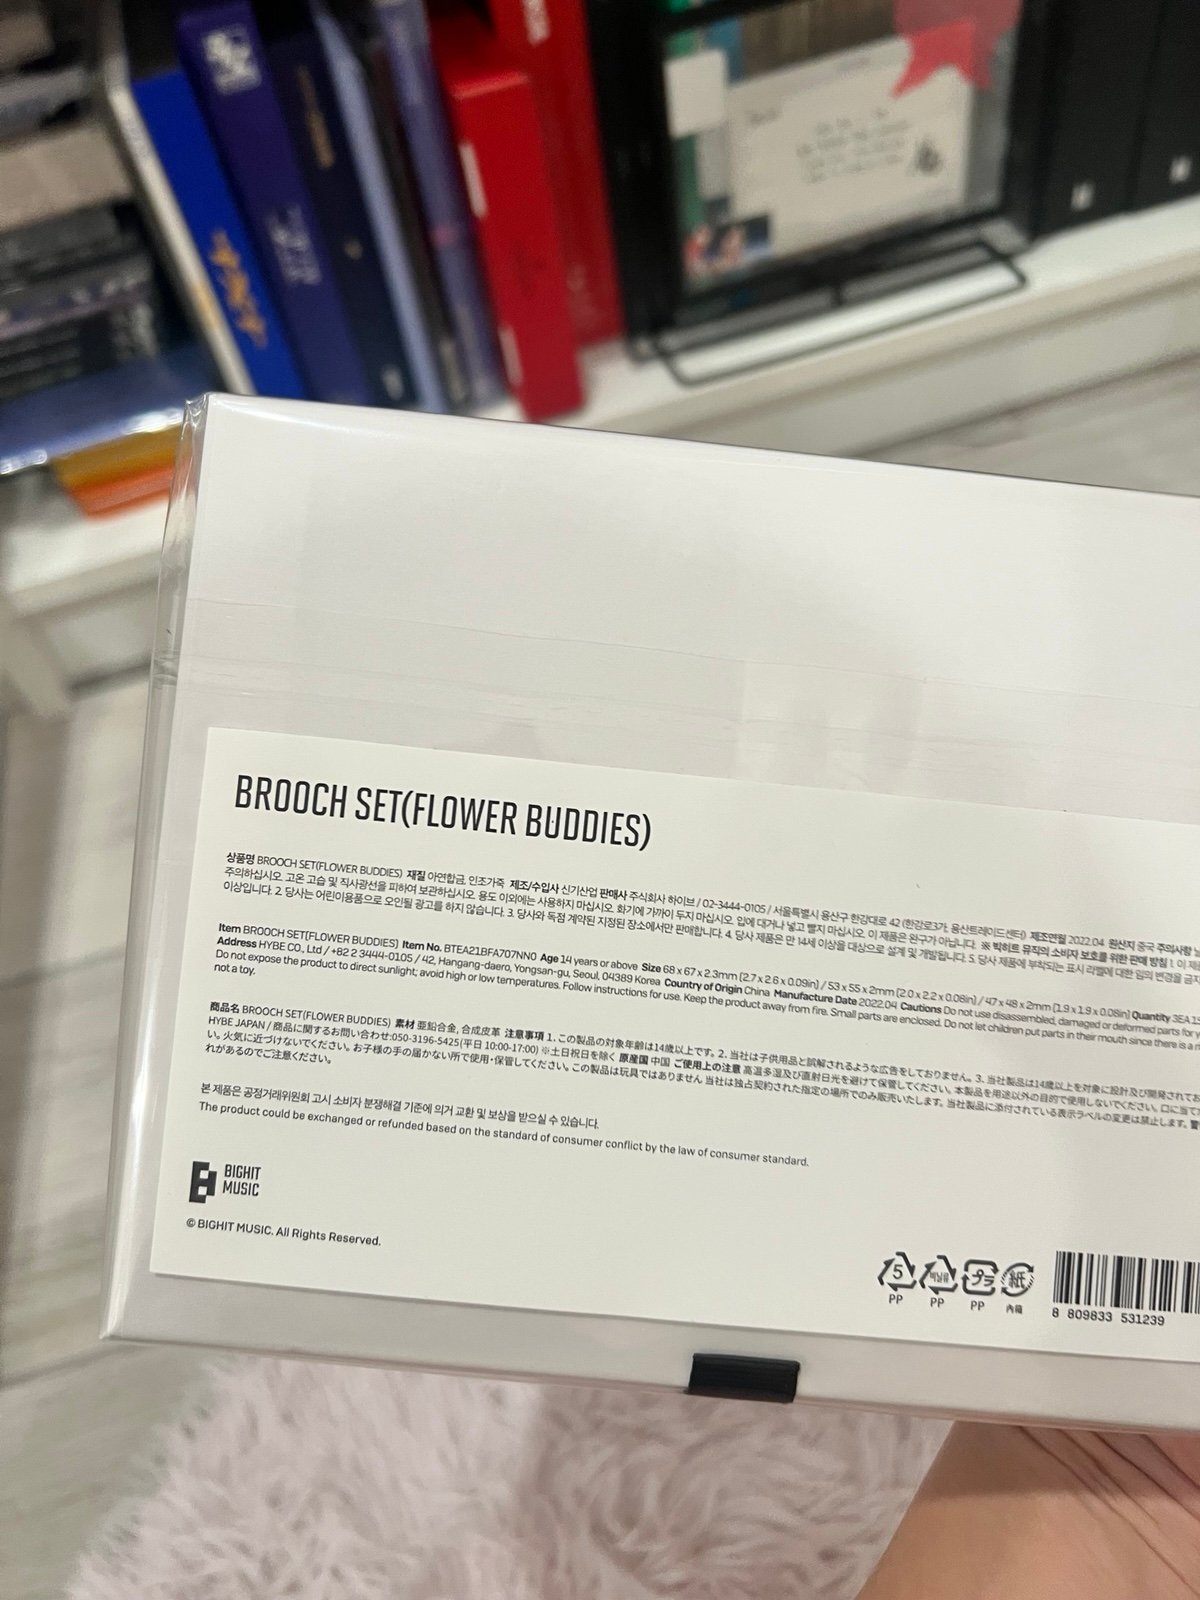 BROOCH SET(FLOWER BUDDIES)
상품명 BROOCH SET(FLOWER BUDDIES) 재질 아연합금, 인조가죽 제조/수입사 신기산업 판매사 주식회사 하이브 / 02-3444-0105 / 서울특별시 용산구 한강대로 42 (한강로3가, 용산트레이드센터) 제조연월 2022.04 원산지 중국 주의사항
주의하십시오. 고온 고습 및 직사광선을 피하여 보관하십시오. 용도 이외에는 사용하지 마십시오. 화기에 가까이 두지 마십시오. 입에 대거나 넣고 빨지 마십시오. 이 제품은 완구가 아닙니다. ※ 빅히트 뮤직의 소비자 보호를 위한 판매 방침 1. 이 제품
이상입니다. 2. 당사는 어린이용품으로 오인될 광고를 하지 않습니다. 3. 당사와 독점 계약된 지정된 장소에서만 판매합니다. 4. 당사 제품은 만 14세 이상을 대상으로 설계 및 개발됩니다. 5. 당사 제품에 부착되는 표시 라벨에 대한 임의 변경을 금지
Item BROOCH SET(FLOWER BUDDIES) Item No. BTEA21BFA707NN0 Age 14 years or above Size 68 x 67 x 2.3mm [2.7 x 2.6 x 0.09in] / 53 x 55 x 2mm [2.0 x 2.2 x 0.08in] / 47 x 48 x 2mm [1.9 x 1.9 x 0.08in] Quantity 3EA
Address HYBE CO., Ltd / +82 2 3444-0105 / 42, Hangang-daero, Yongsan-gu, Seoul, 04389 Korea Country of Origin China Manufacture Date 2022.04 Cautions Do not use disassembled, damaged or deformed parts for
Do not expose the product to direct sunlight; avoid high or low temperatures. Follow instructions for use. Keep the product away from fire. Small parts are enclosed. Do not let children put parts in their mouth since there is a
not a toy.
商品名 BROOCH SET(FLOWER BUDDIES) 素材 亜鉛合金, 合成皮革 注意事項 1. この製品の対象年齢は14歳以上です。 2. 当社は子供用品と誤解されるような広告をしておりません。 3. 当社製品は14歳以上を対象に設計及び開発されてお
HYBE JAPAN / 商品に関するお問い合わせ:050-3196-5425(平日 10:00-17:00) ※土日祝日を除く 原産国 中国 ご使用上の注意 高温多湿及び直射日光を避けて保管してください。 本製品を用途以外の目的で使用しないでください。 口に当て
い。 火気に近づけないでください。 お子様の手の届かない所で使用・保管してください。 この製品は玩具ではありません 当社は独占契約された指定の場所でのみ販売いたします。 当社製品に添付されている表示ラベルの変更は禁止します。
れがあるのでご注意ください。
본 제품은 공정거래위원회 고시 소비자 분쟁해결 기준에 의거 교환 및 보상을 받으실 수 있습니다.
The product could be exchanged or refunded based on the standard of consumer conflict by the law of consumer standard.
BIGHIT
MUSIC
© BIGHIT MUSIC. All Rights Reserved.
5 비닐류 プラ 紙
PP PP PP 内箱
8 809833 531239